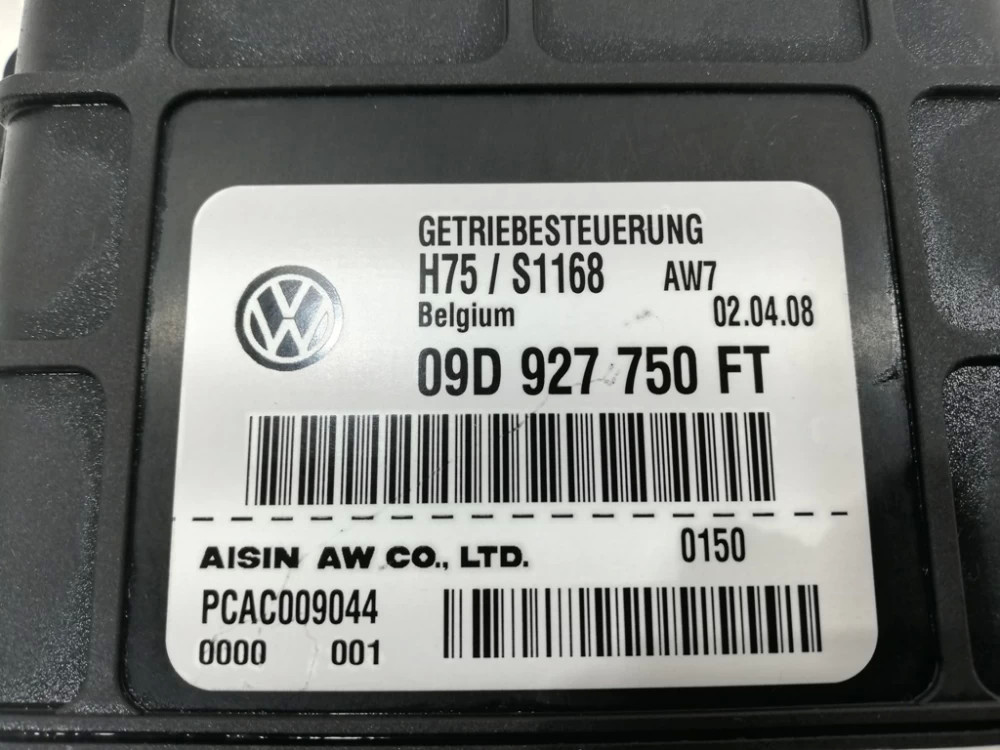 GETRIEBESTEUERUNG
H75 / S1168 AW7
Belgium 02.04.08
09D 927 750 FT
AISIN AW CO., LTD. 0150
PCAC009044
0000 001